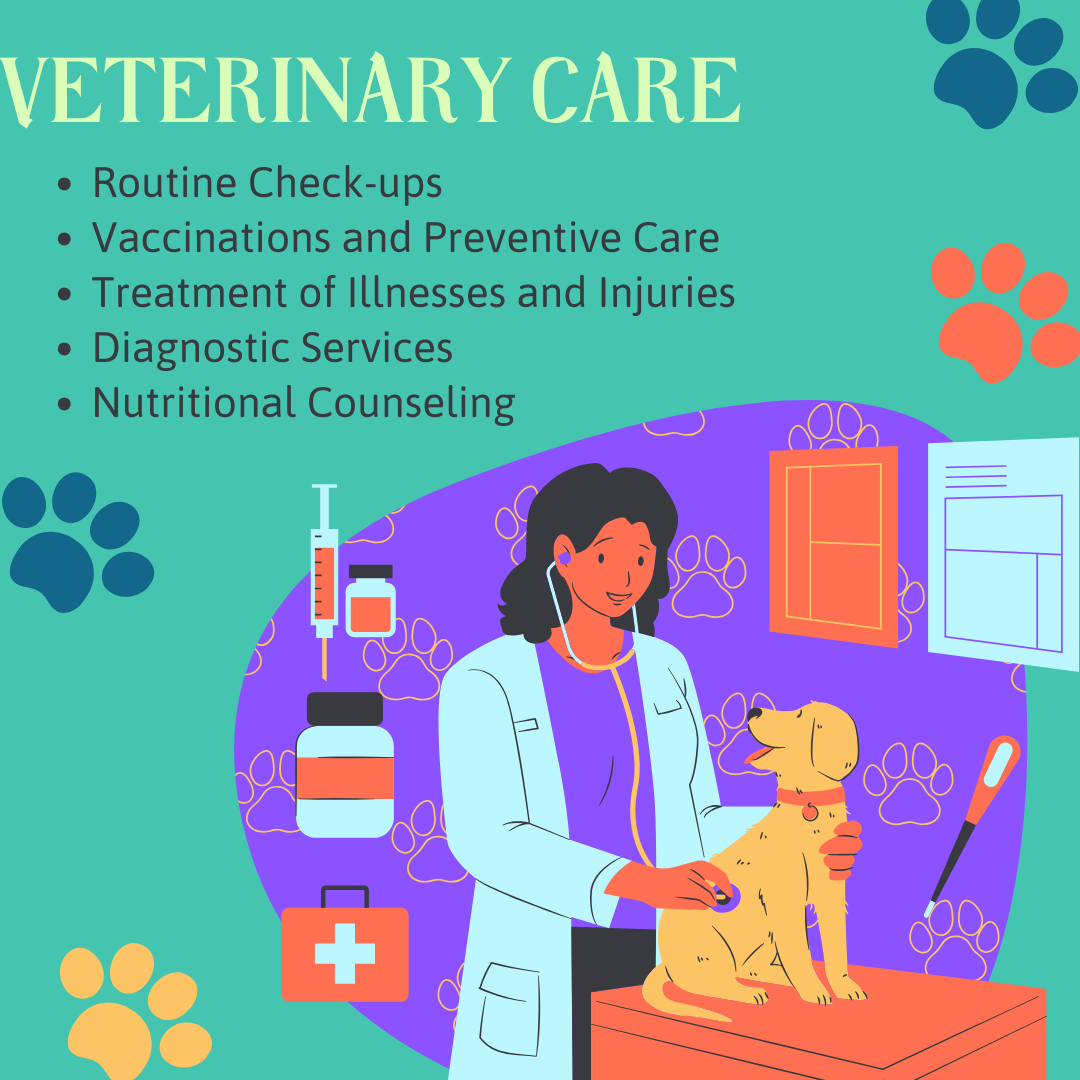 VETERINARY CARE
• Routine Check-ups
• Vaccinations and Preventive Care
• Treatment of Illnesses and Injuries
• Diagnostic Services
• Nutritional Counseling